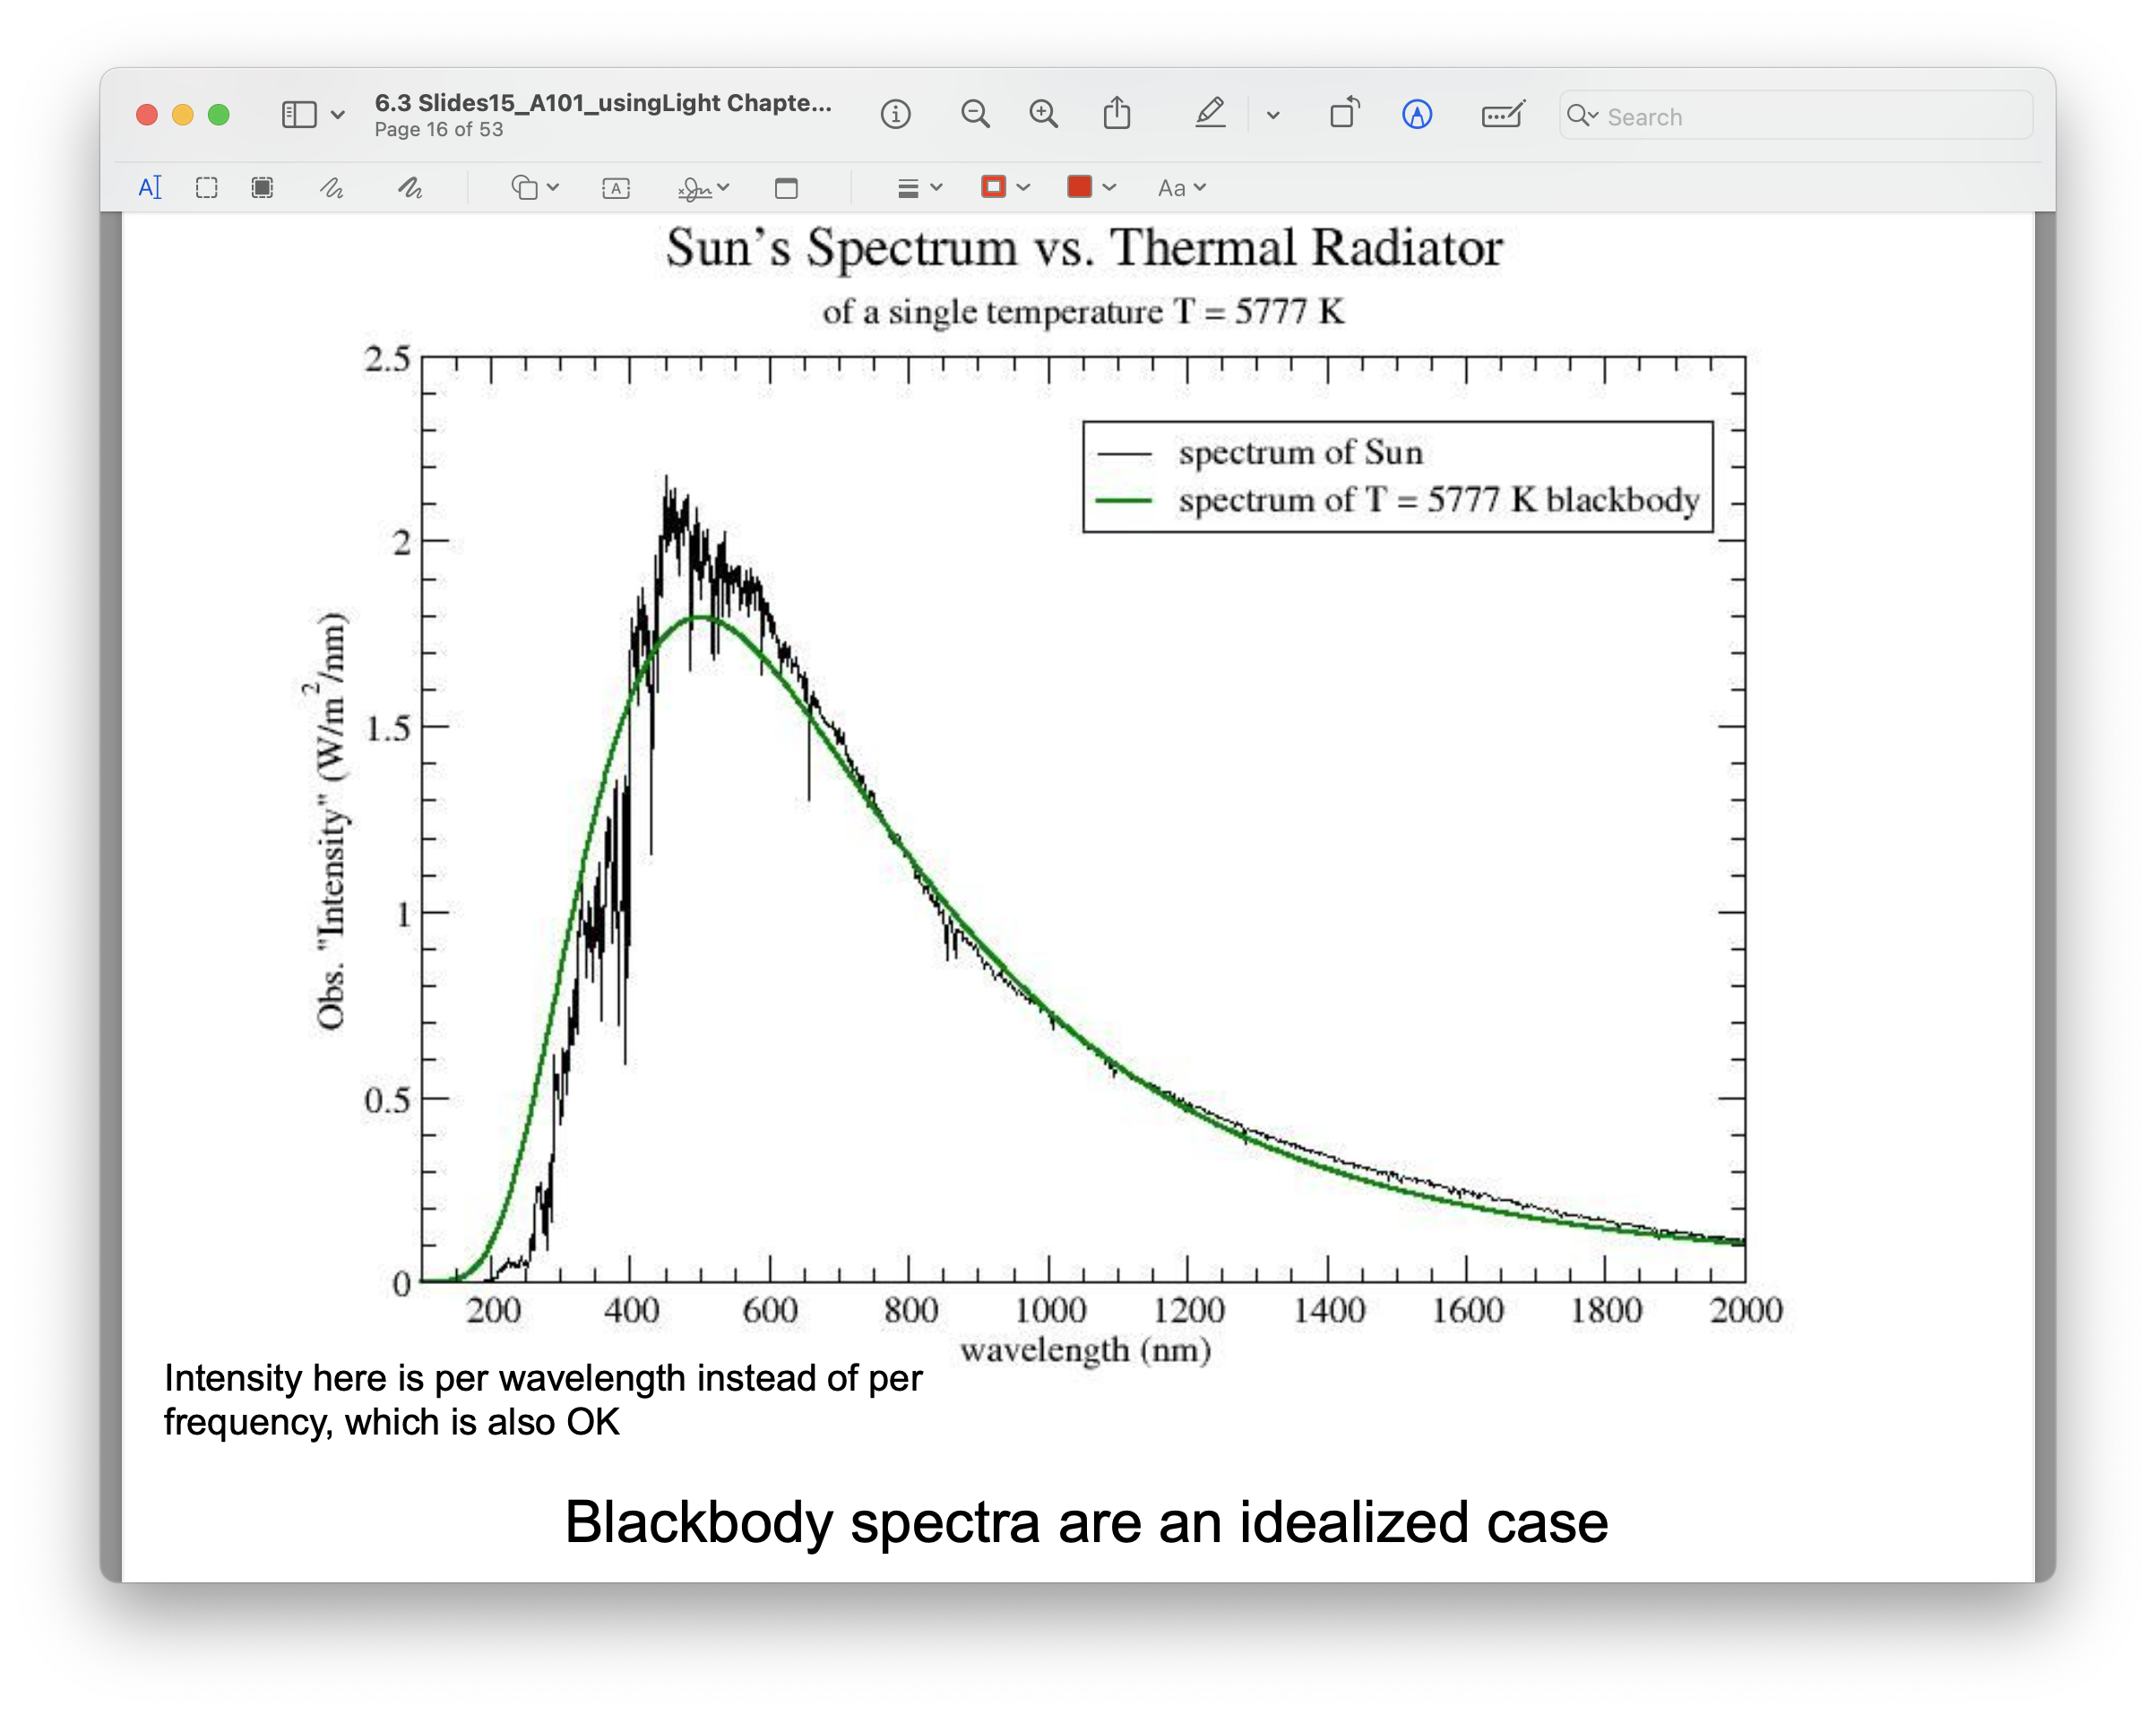 6.3 Slides15_A101_usingLight Chapte...
Page 16 of 53
Search
Aa
Sun's Spectrum vs. Thermal Radiator
of a single temperature T = 5777 K
2.5
2
1.5
1
0.5
0
Obs. "Intensity" (W/m²/nm)
spectrum of Sun
spectrum of T = 5777 K blackbody
200 400 600 800 1000 1200 1400 1600 1800 2000
wavelength (nm)
Intensity here is per wavelength instead of per
frequency, which is also OK
Blackbody spectra are an idealized case